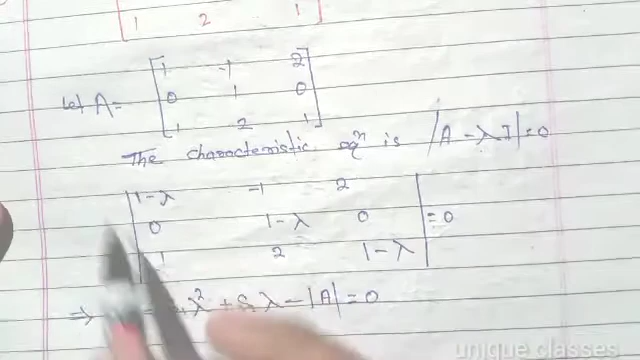 1 2 1
Let A = [1 -1 2
0 1 0
1 2 1]
The characteristic eqⁿ is |A - λI| = 0
|1-λ -1 2|
|0 1-λ 0| = 0
|1 2 1-λ|
⇒ λ² + S λ - |A| = 0
unique classes